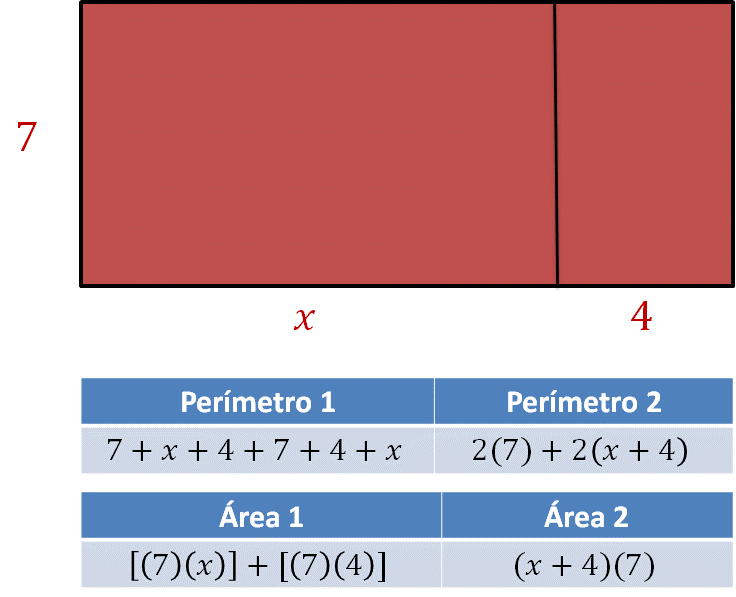 7
x
4
Perímetro 1 Perímetro 2
7 + x + 4 + 7 + 4 + x 2(7) + 2(x + 4)
Área 1 Área 2
[(7)(x)] + [(7)(4)] (x + 4)(7)